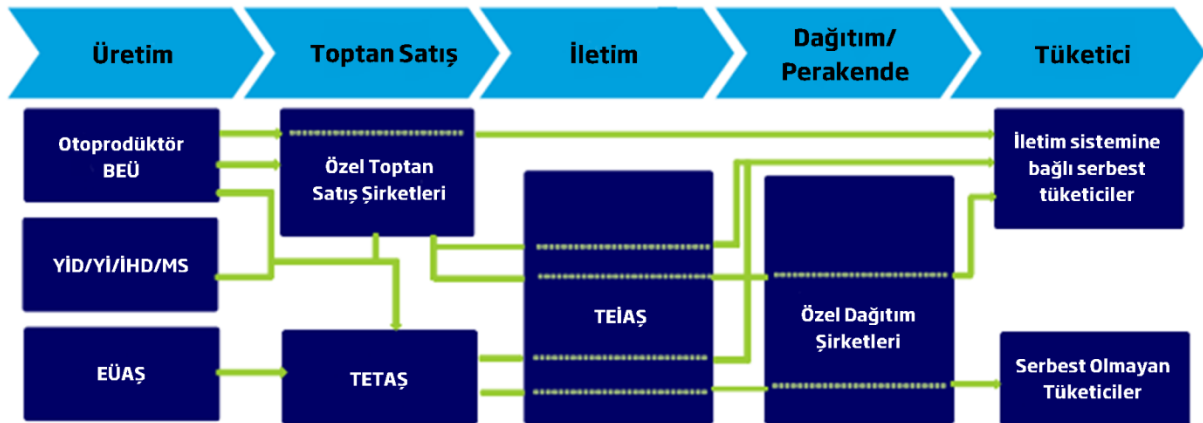 Üretim
Toptan Satış
İletim
Dağıtım/
Perakende
Tüketici
Otoprodüktör
BEÜ
Özel Toptan
Satış Şirketleri
İletim sistemine
bağlı serbest
tüketiciler
YİD/Yİ/İHD/MS
TEİAŞ
Özel Dağıtım
Şirketleri
EÜAŞ
TETAŞ
Serbest Olmayan
Tüketiciler